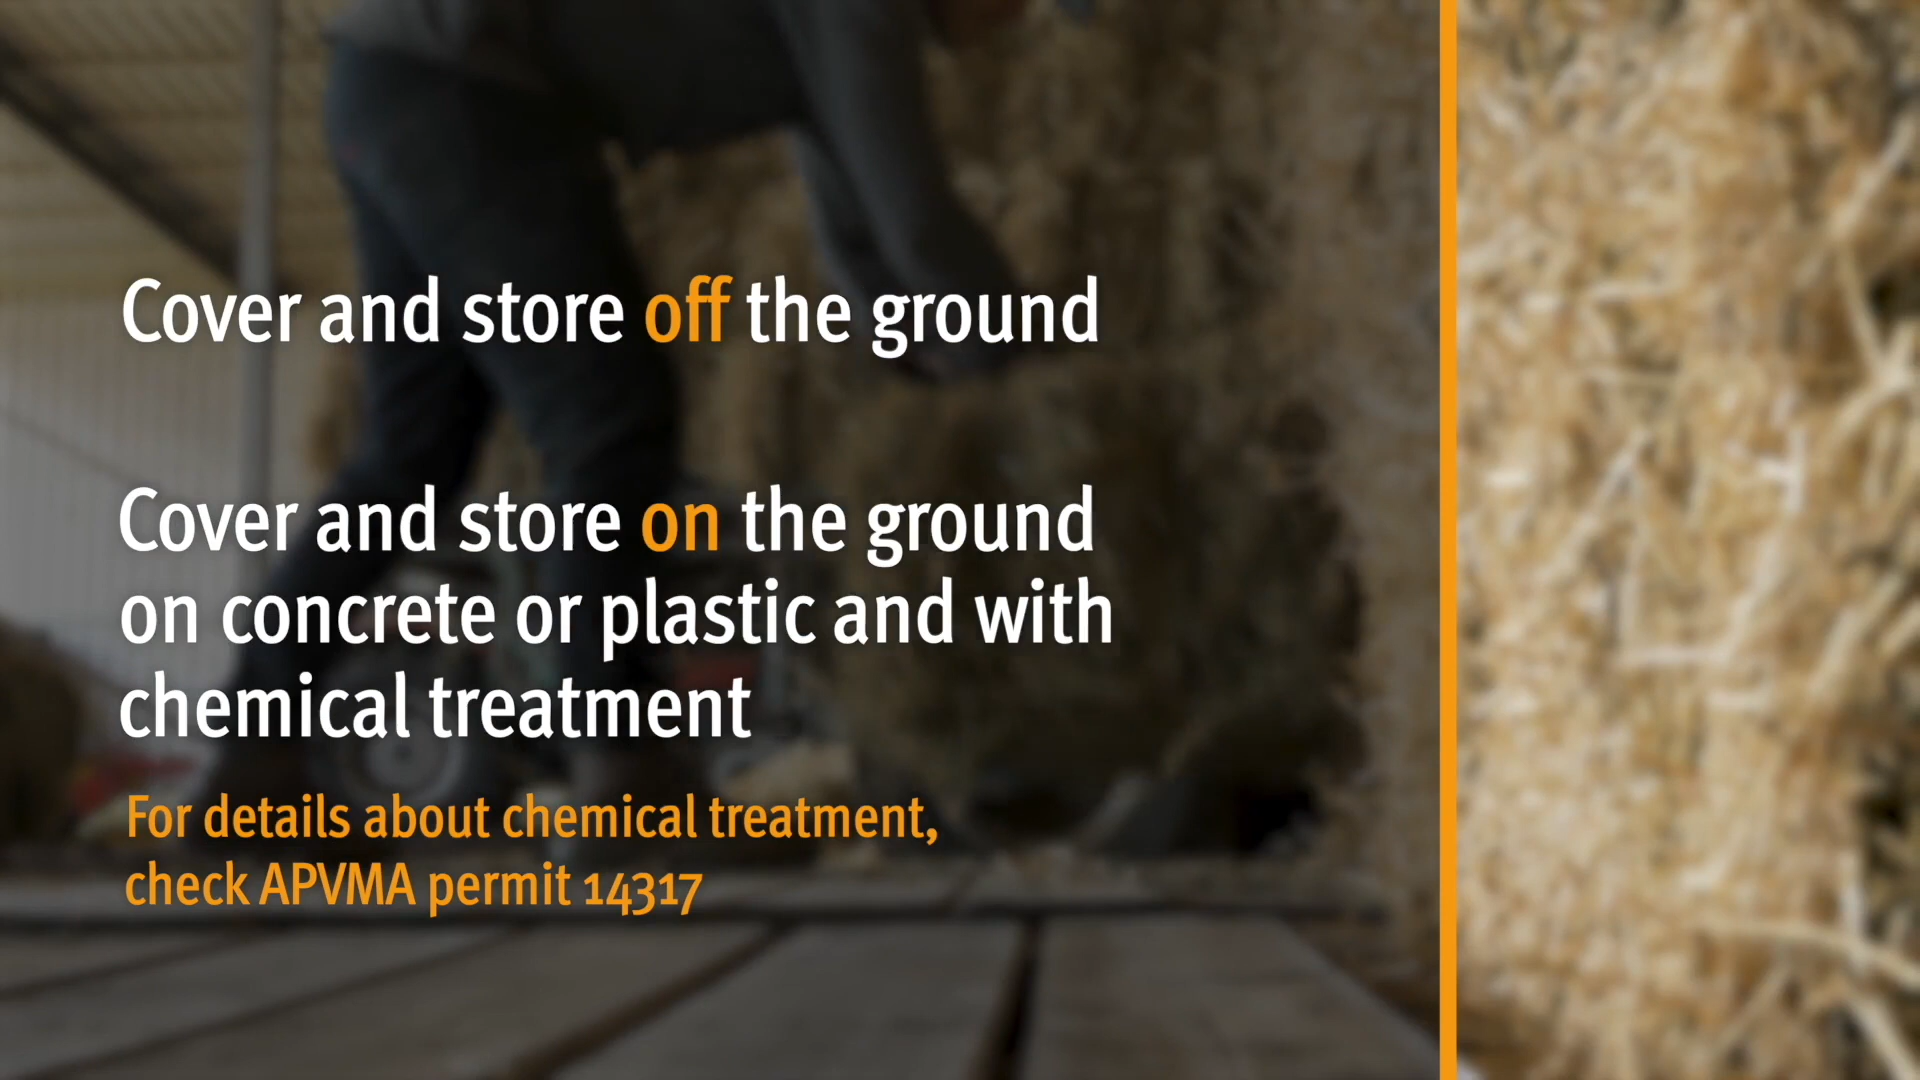 Cover and store off the ground
Cover and store on the ground
on concrete or plastic and with
chemical treatment
For details about chemical treatment,
check APVMA permit 14317